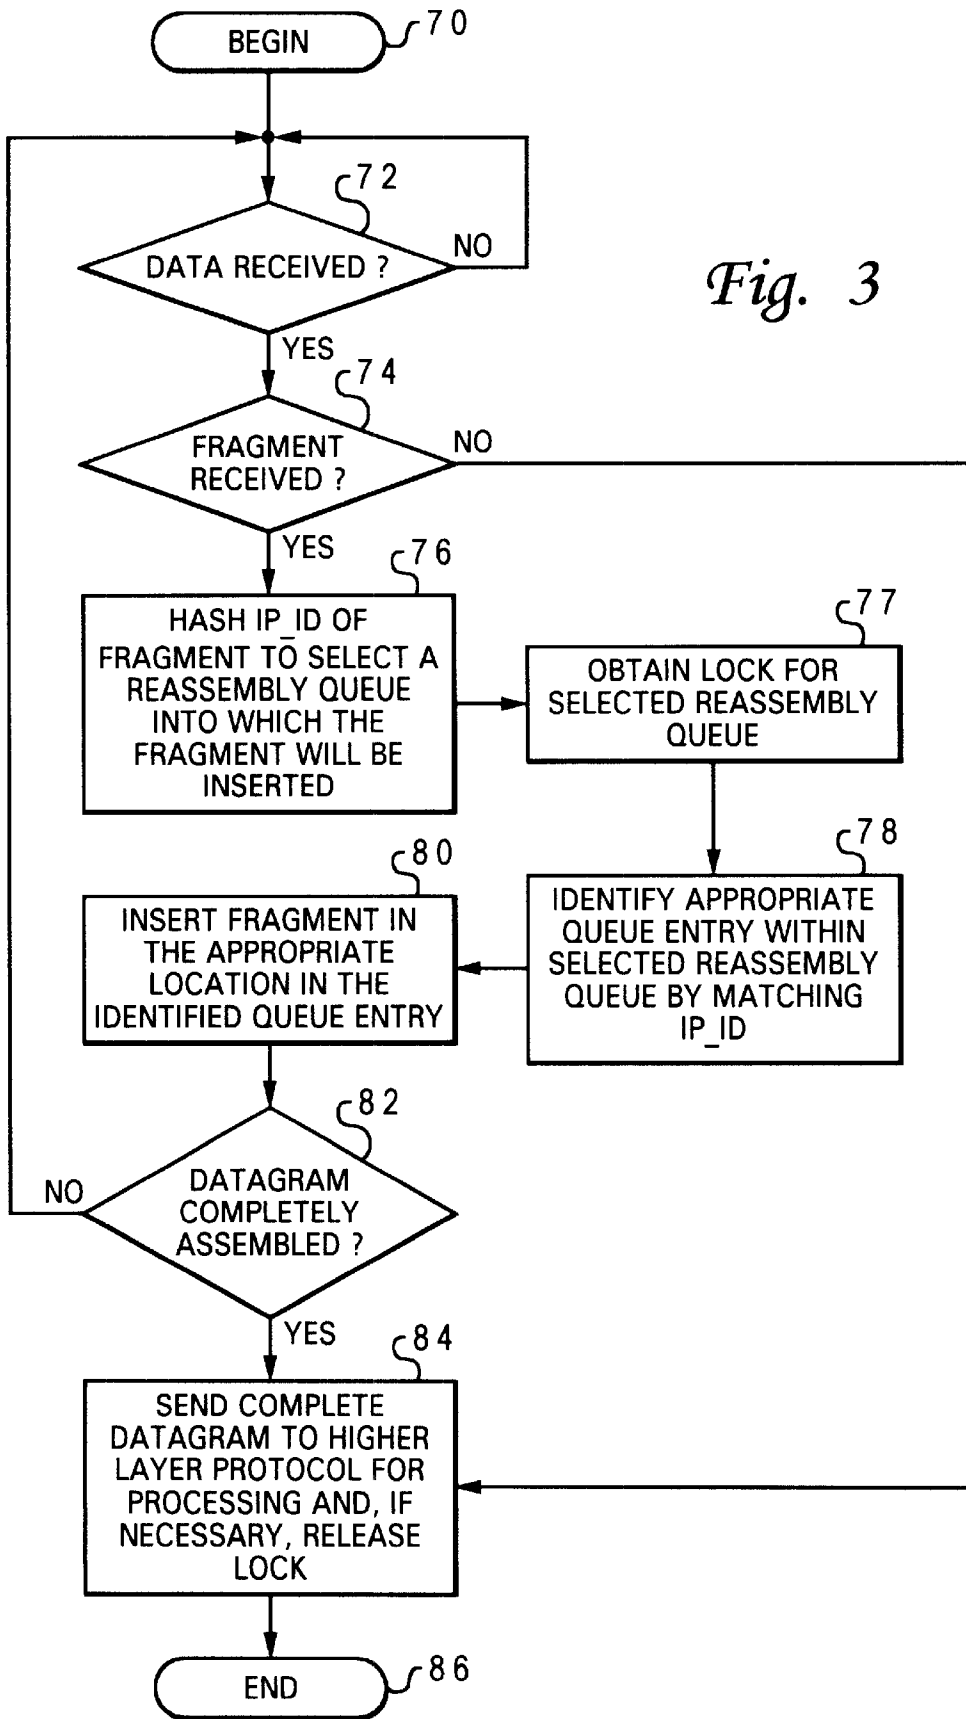 BEGIN
70
72
DATA RECEIVED ?
NO
Fig. 3
YES
74
FRAGMENT
RECEIVED ?
NO
YES
76
HASH IP_ID OF
FRAGMENT TO SELECT A
REASSEMBLY QUEUE
INTO WHICH THE
FRAGMENT WILL BE
INSERTED
77
OBTAIN LOCK FOR
SELECTED REASSEMBLY
QUEUE
78
IDENTIFY APPROPRIATE
QUEUE ENTRY WITHIN
SELECTED REASSEMBLY
QUEUE BY MATCHING
IP_ID
80
INSERT FRAGMENT IN
THE APPROPRIATE
LOCATION IN THE
IDENTIFIED QUEUE ENTRY
82
DATAGRAM
COMPLETELY
ASSEMBLED ?
NO
YES
84
SEND COMPLETE
DATAGRAM TO HIGHER
LAYER PROTOCOL FOR
PROCESSING AND, IF
NECESSARY, RELEASE
LOCK
END
86